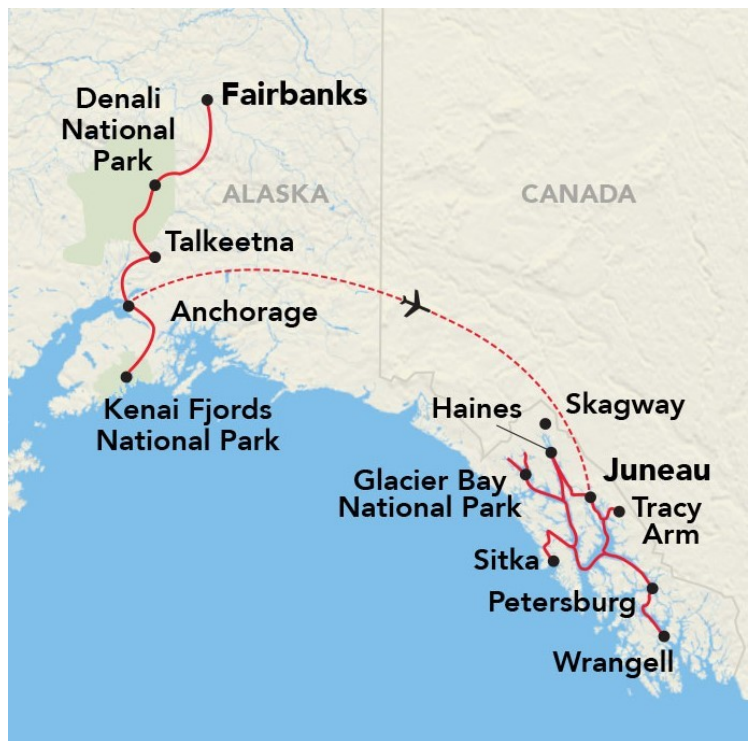 Fairbanks
Denali
National
Park
ALASKA
CANADA
Talkeetna
Anchorage
Kenai Fjords
National Park
Haines
Skagway
Glacier Bay
National Park
Juneau
Tracy
Arm
Sitka
Petersburg
Wrangell